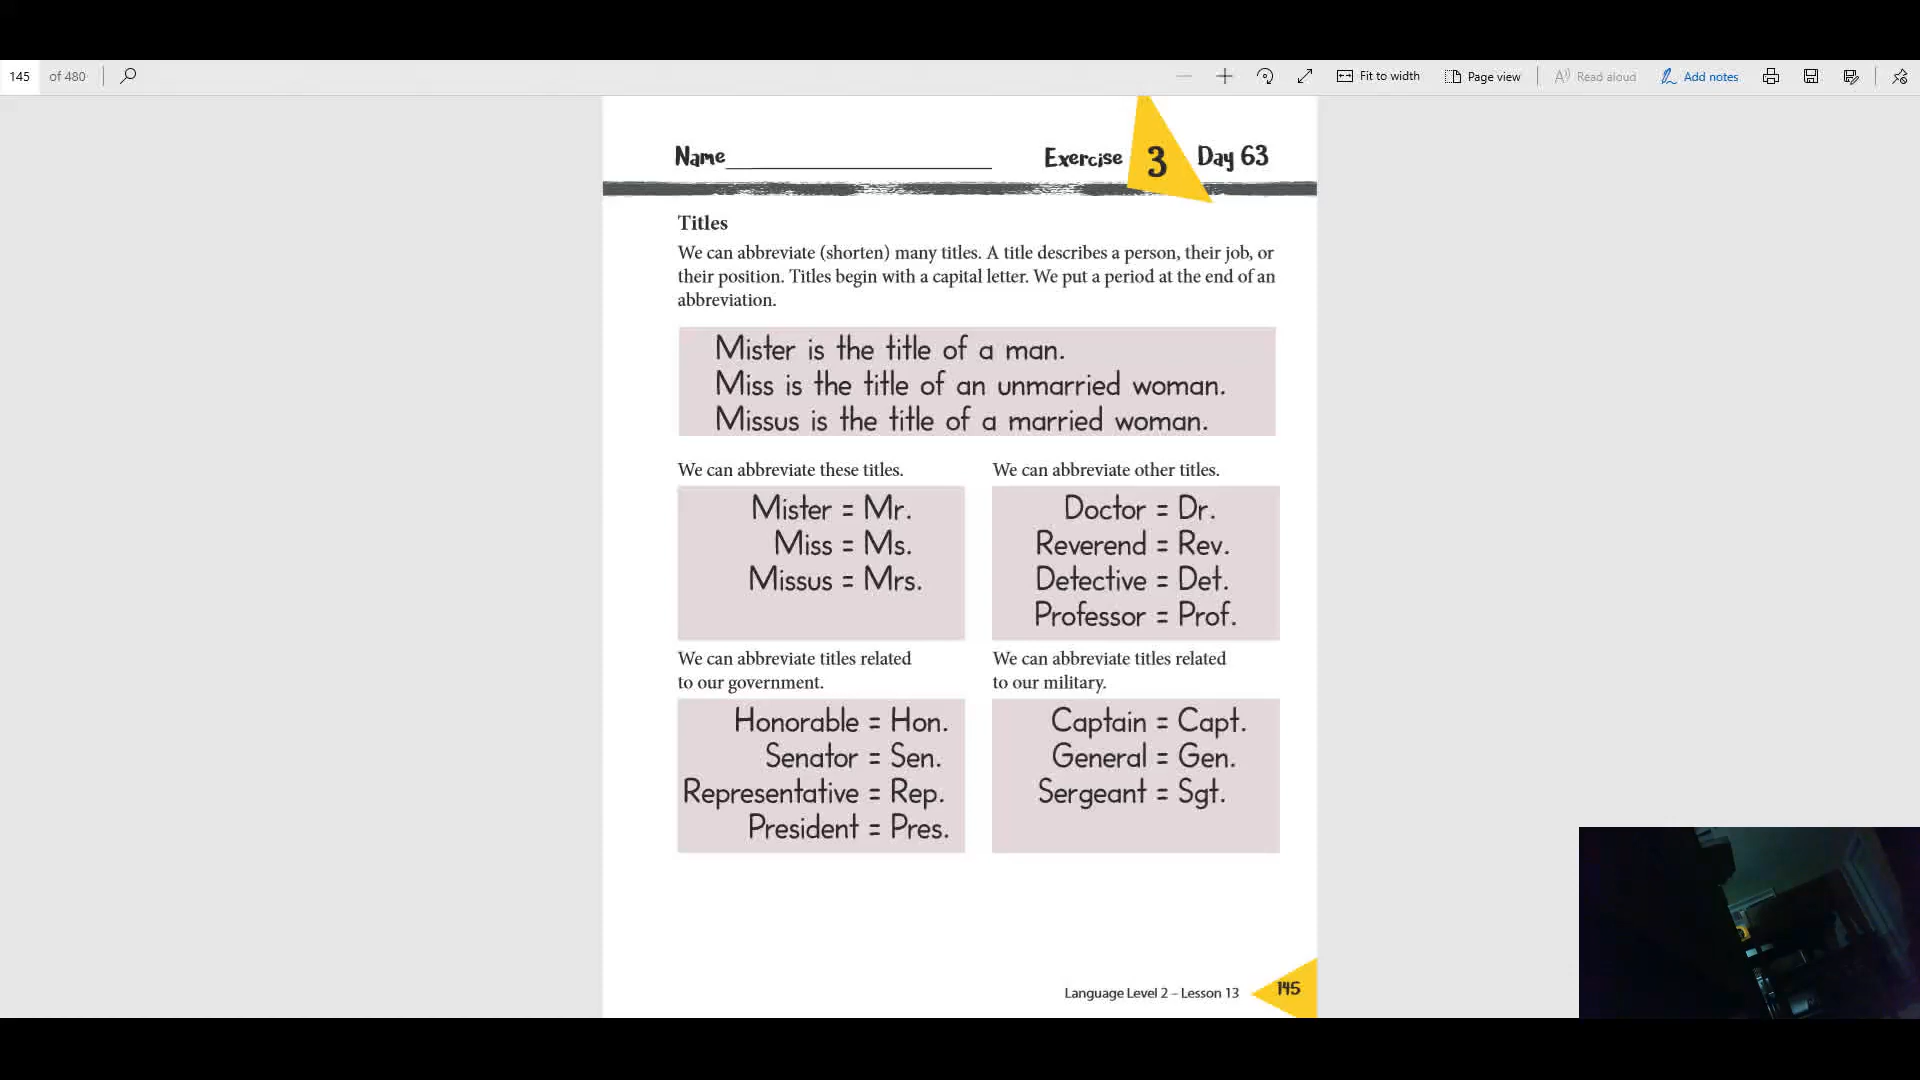 145 of 480 Fit to width Page view Read aloud Add notes
Name Exercise 3 Day 63
Titles
We can abbreviate (shorten) many titles. A title describes a person, their job, or
their position. Titles begin with a capital letter. We put a period at the end of an
abbreviation.
Mister is the title of a man.
Miss is the title of an unmarried woman.
Missus is the title of a married woman.
We can abbreviate these titles.
Mister = Mr.
Miss = Ms.
Missus = Mrs.
We can abbreviate other titles.
Doctor = Dr.
Reverend = Rev.
Detective = Det.
Professor = Prof.
We can abbreviate titles related
to our government.
Honorable = Hon.
Senator = Sen.
Representative = Rep.
President = Pres.
We can abbreviate titles related
to our military.
Captain = Capt.
General = Gen.
Sergeant = Sgt.
Language Level 2 – Lesson 13 145